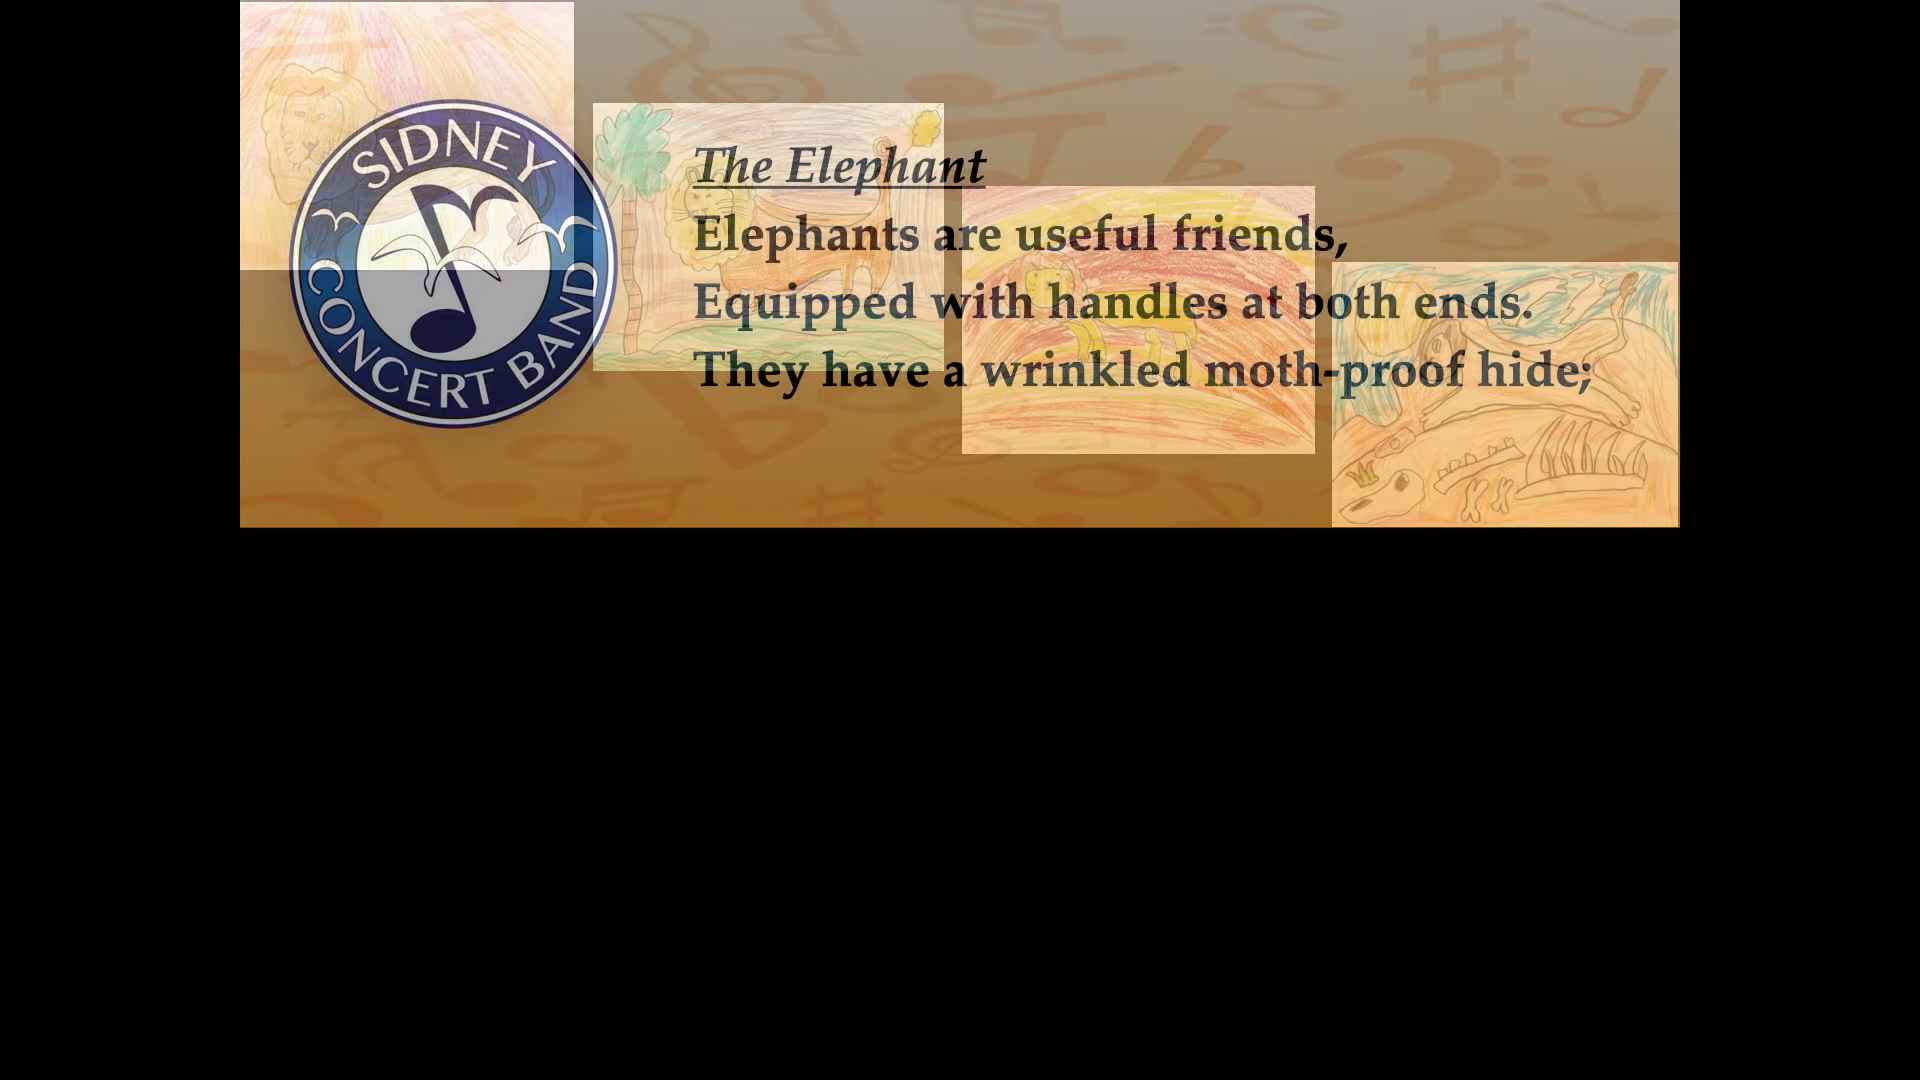 SIDNEY
CONCERT BAND
The Elephant
Elephants are useful friends,
Equipped with handles at both ends.
They have a wrinkled moth-proof hide;